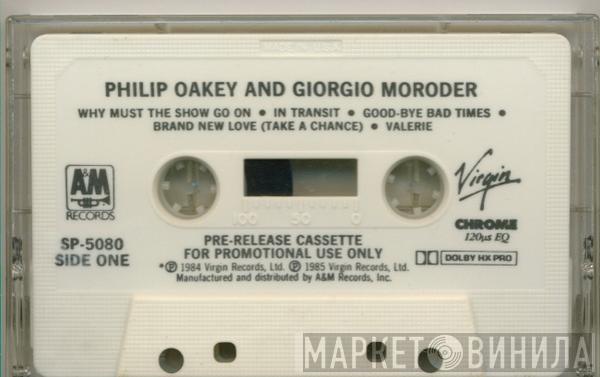 MADE IN U.S.A.
PHILIP OAKEY AND GIORGIO MORODER
WHY MUST THE SHOW GO ON • IN TRANSIT • GOOD-BYE BAD TIMES •
BRAND NEW LOVE (TAKE A CHANCE) • VALERIE
A&M
RECORDS
SP-5080
SIDE ONE
100 50 0
Virgin
CHROME
120µs EQ
DOLBY HX PRO
PRE-RELEASE CASSETTE
FOR PROMOTIONAL USE ONLY
*℗ 1984 Virgin Records, Ltd. ℗ 1985 Virgin Records, Ltd.
Manufactured and distributed by A&M Records, Inc.
МАРКЕТ ВИНИЛА